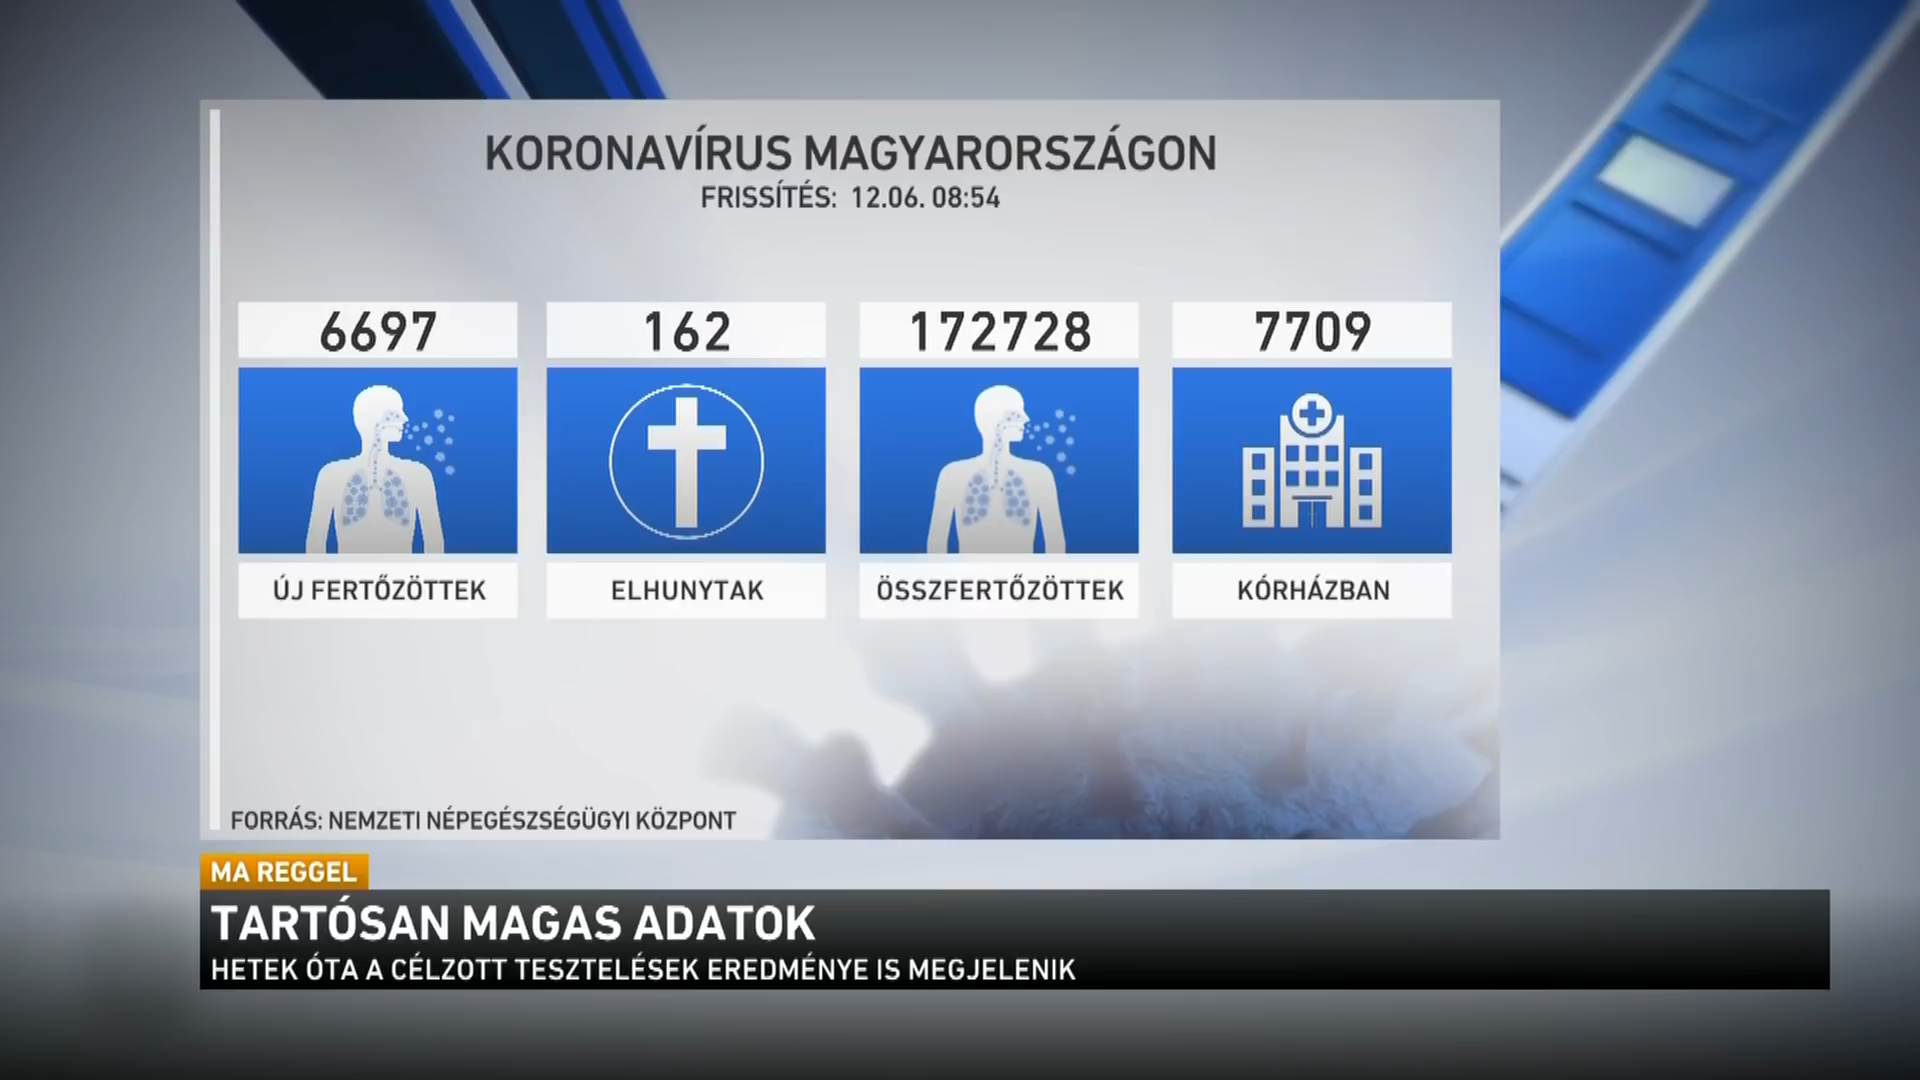 KORONAVÍRUS MAGYARORSZÁGON
FRISSÍTÉS: 12.06. 08:54
6697
162
172728
7709
ÚJ FERTŐZÖTTEK
ELHUNYTAK
ÖSSZFERTŐZÖTTEK
KÓRHÁZBAN
FORRÁS: NEMZETI NÉPEGÉSZSÉGÜGYI KÖZPONT
MA REGGEL
TARTÓSAN MAGAS ADATOK
HETEK ÓTA A CÉLZOTT TESZTELÉSEK EREDMÉNYE IS MEGJELENIK